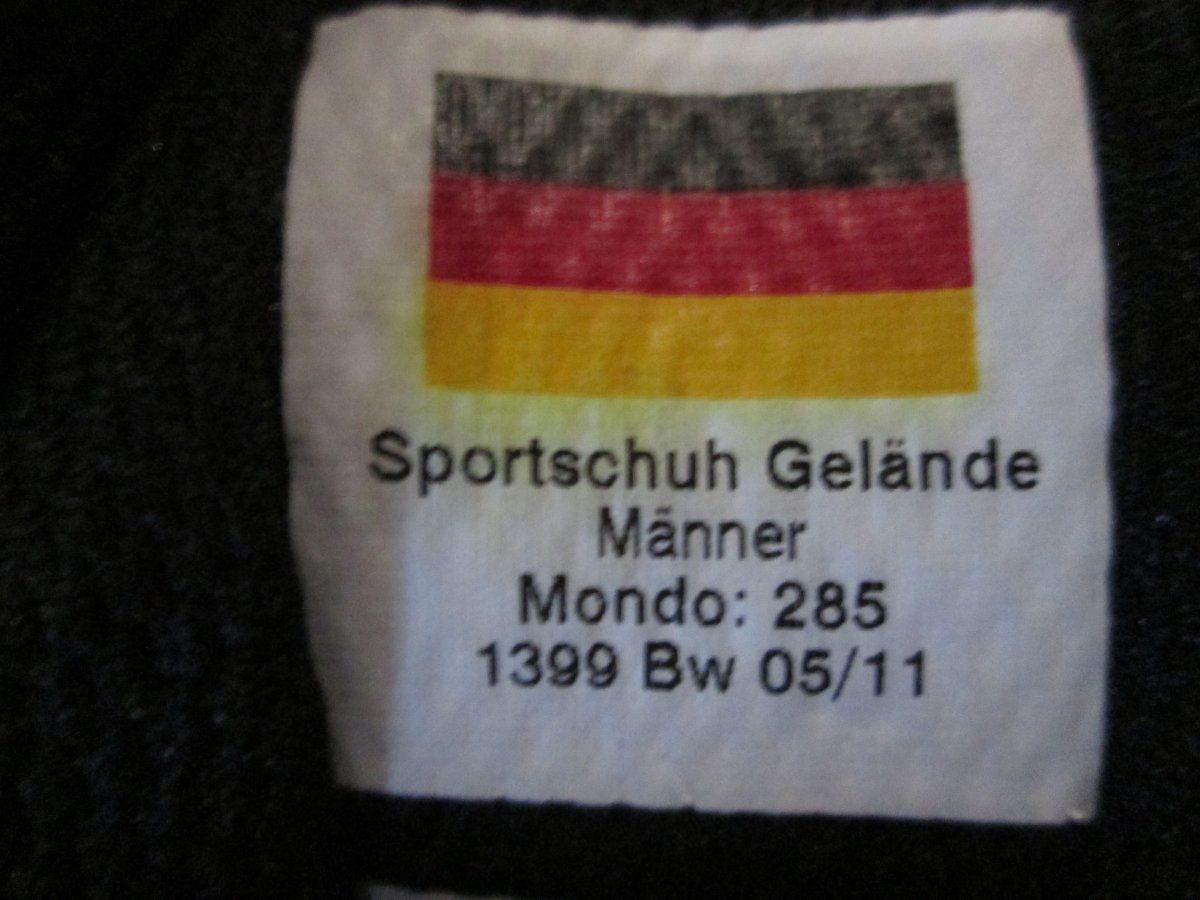 Sportschuh Gelände
Männer
Mondo: 285
1399 Bw 05/11